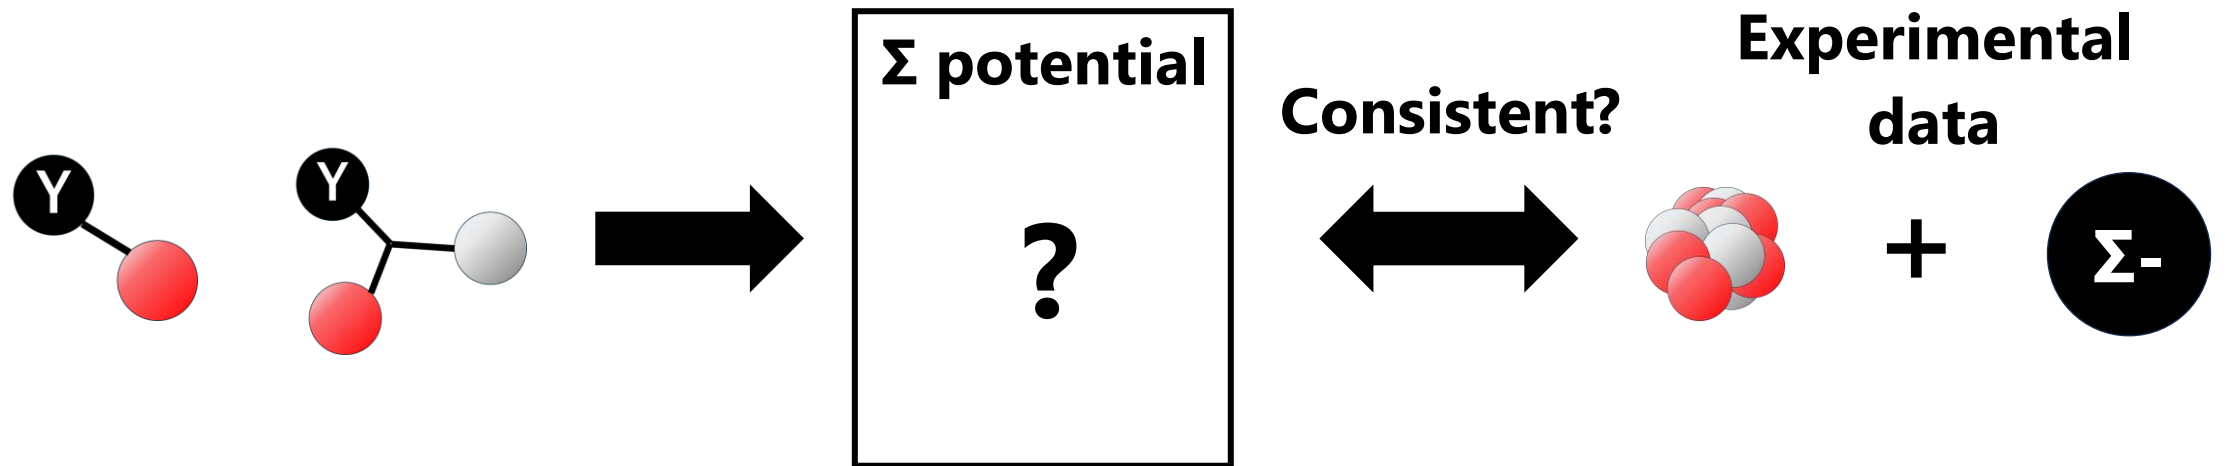 Y
Y
Σ potential
?
Consistent?
Experimental
data
+
Σ-